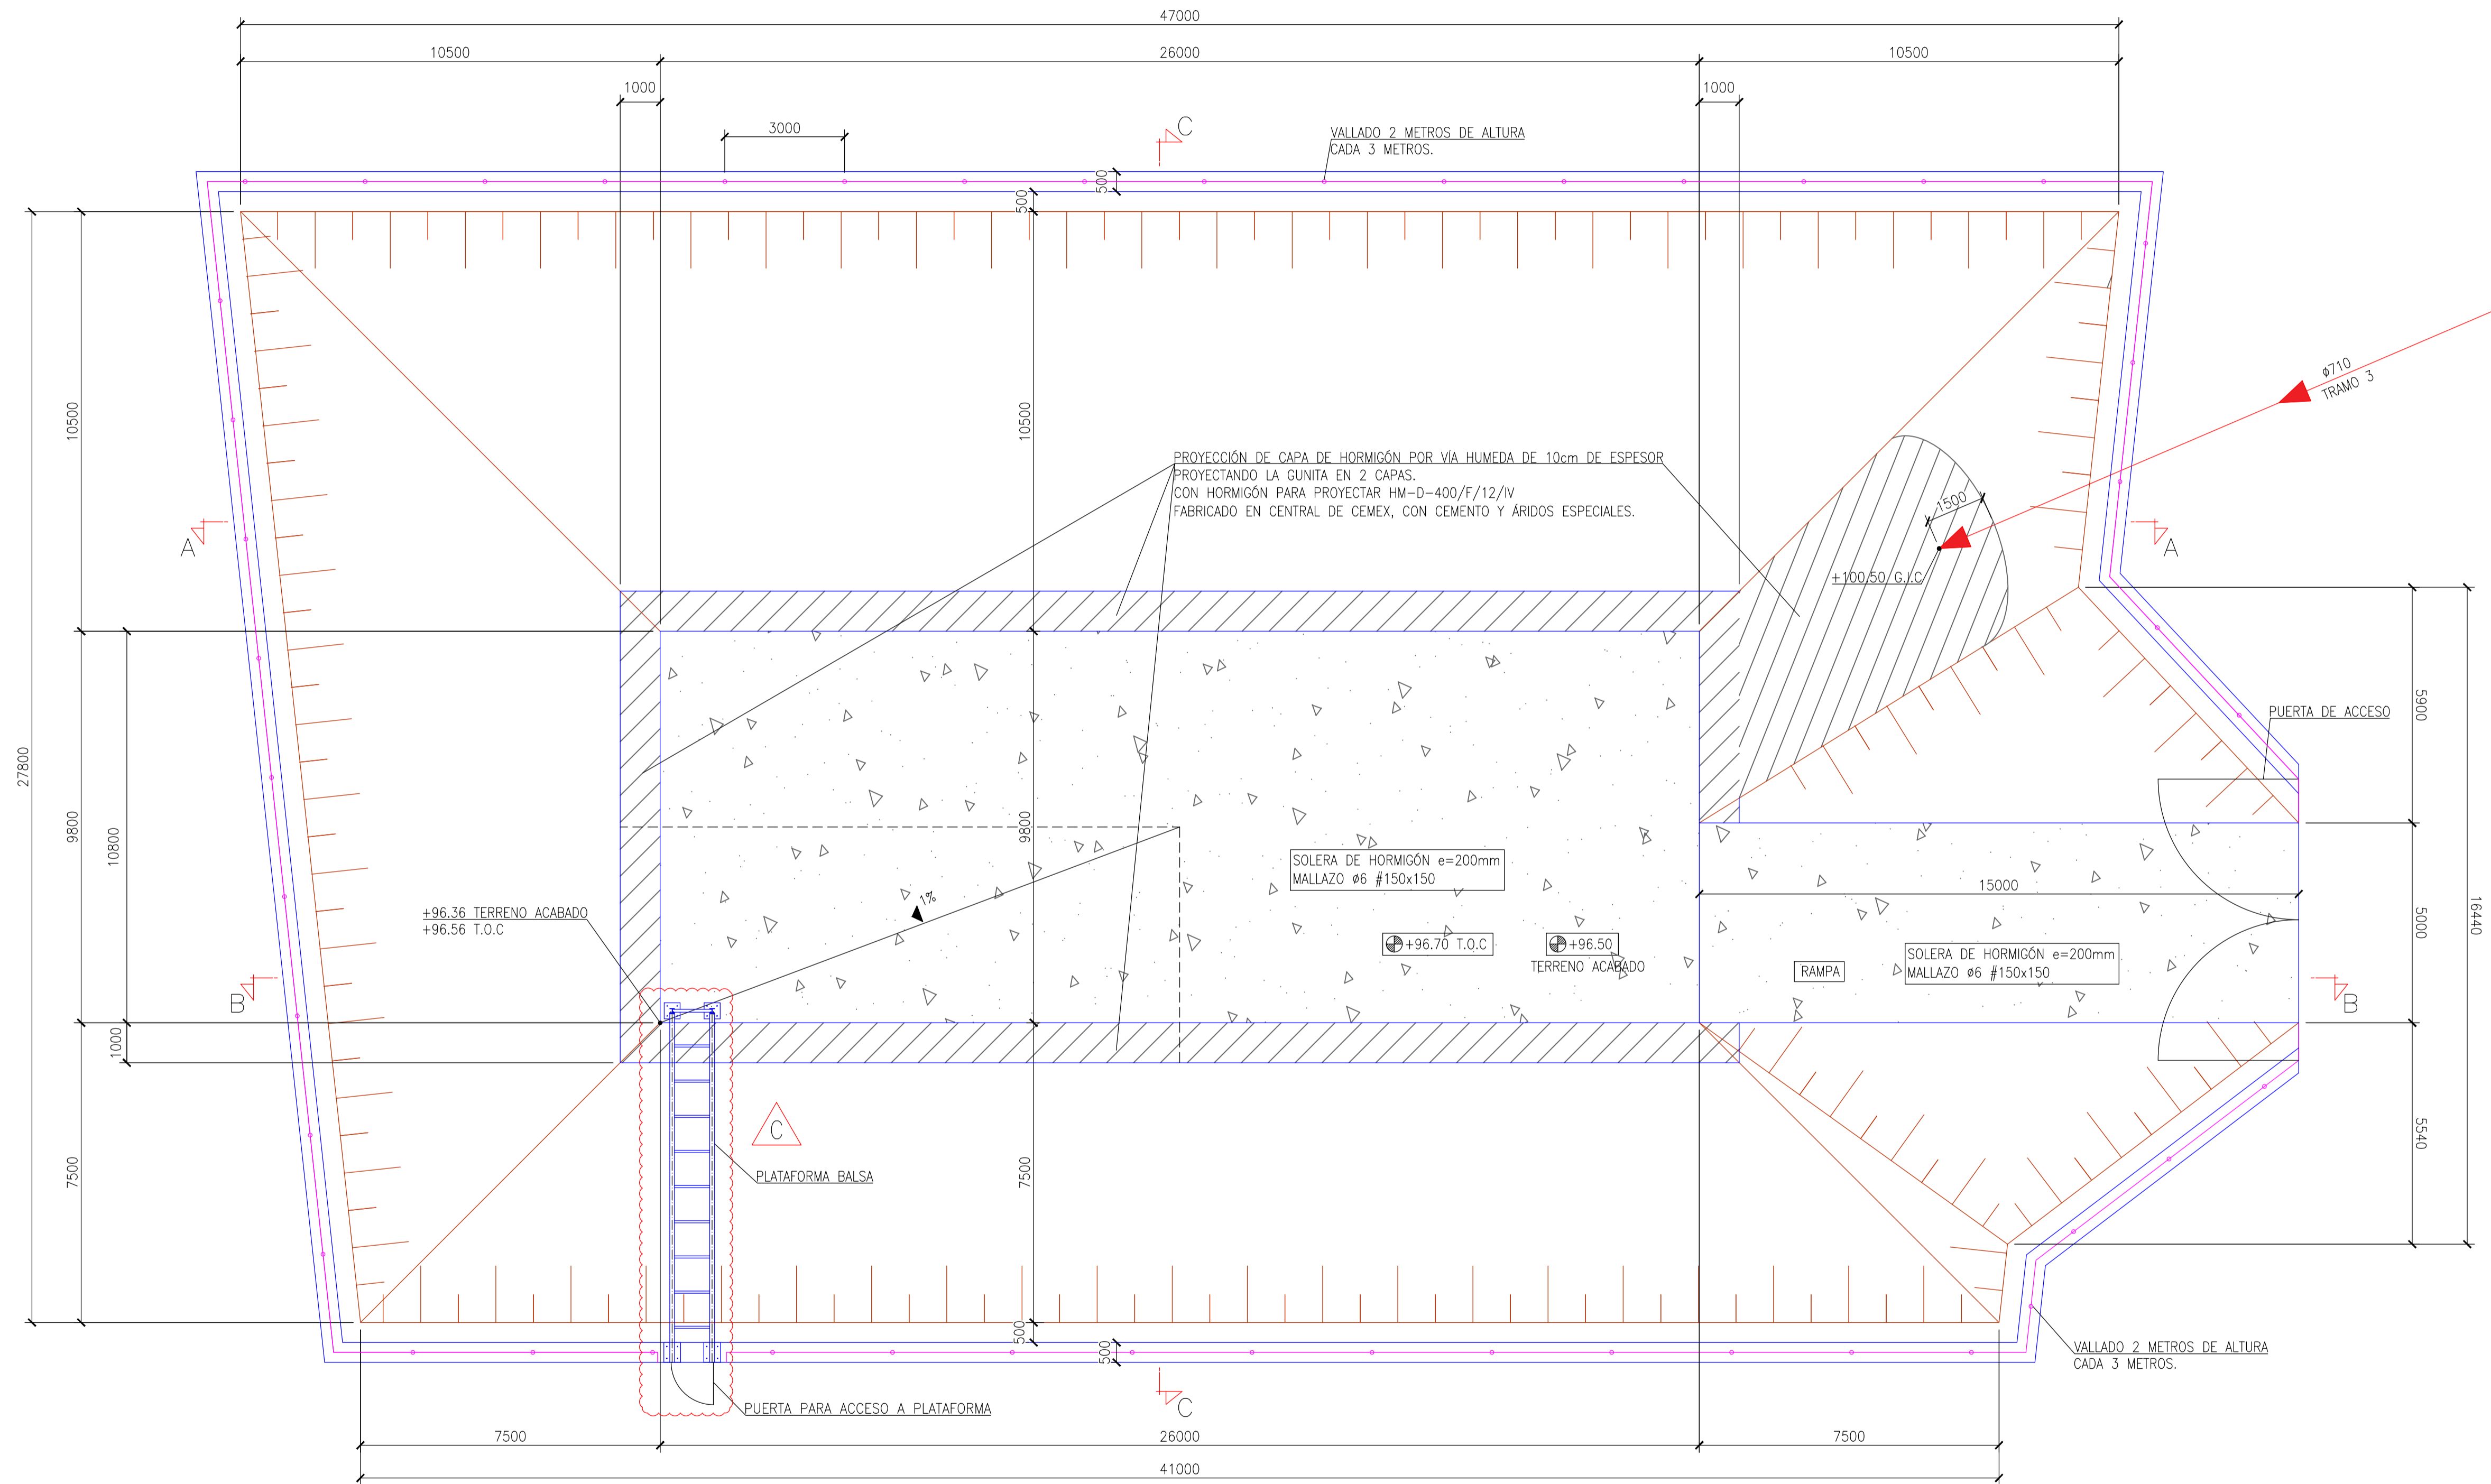 47000
10500
26000
10500
1000
1000
3000
C
VALLADO 2 METROS DE ALTURA
CADA 3 METROS.
500
500
Ø710
TRAMO 3
10500
10500
PROYECCIÓN DE CAPA DE HORMIGÓN POR VÍA HUMEDA DE 10cm DE ESPESOR
PROYECTANDO LA GUNITA EN 2 CAPAS.
CON HORMIGÓN PARA PROYECTAR HM-D-400/F/12/IV
FABRICADO EN CENTRAL DE CEMEX, CON CEMENTO Y ÁRIDOS ESPECIALES.
1500
A
A
+100.50 G.I.C
5900
PUERTA DE ACCESO
27800
9800
10800
9800
SOLERA DE HORMIGÓN e=200mm
MALLAZO Ø6 #150x150
15000
1%
+96.36 TERRENO ACABADO
+96.56 T.O.C
16440
5000
+96.70 T.O.C
+96.50
TERRENO ACABADO
RAMPA
SOLERA DE HORMIGÓN e=200mm
MALLAZO Ø6 #150x150
B
B
1000
C
5540
7500
PLATAFORMA BALSA
7500
500
500
VALLADO 2 METROS DE ALTURA
CADA 3 METROS.
PUERTA PARA ACCESO A PLATAFORMA
C
7500
26000
7500
41000